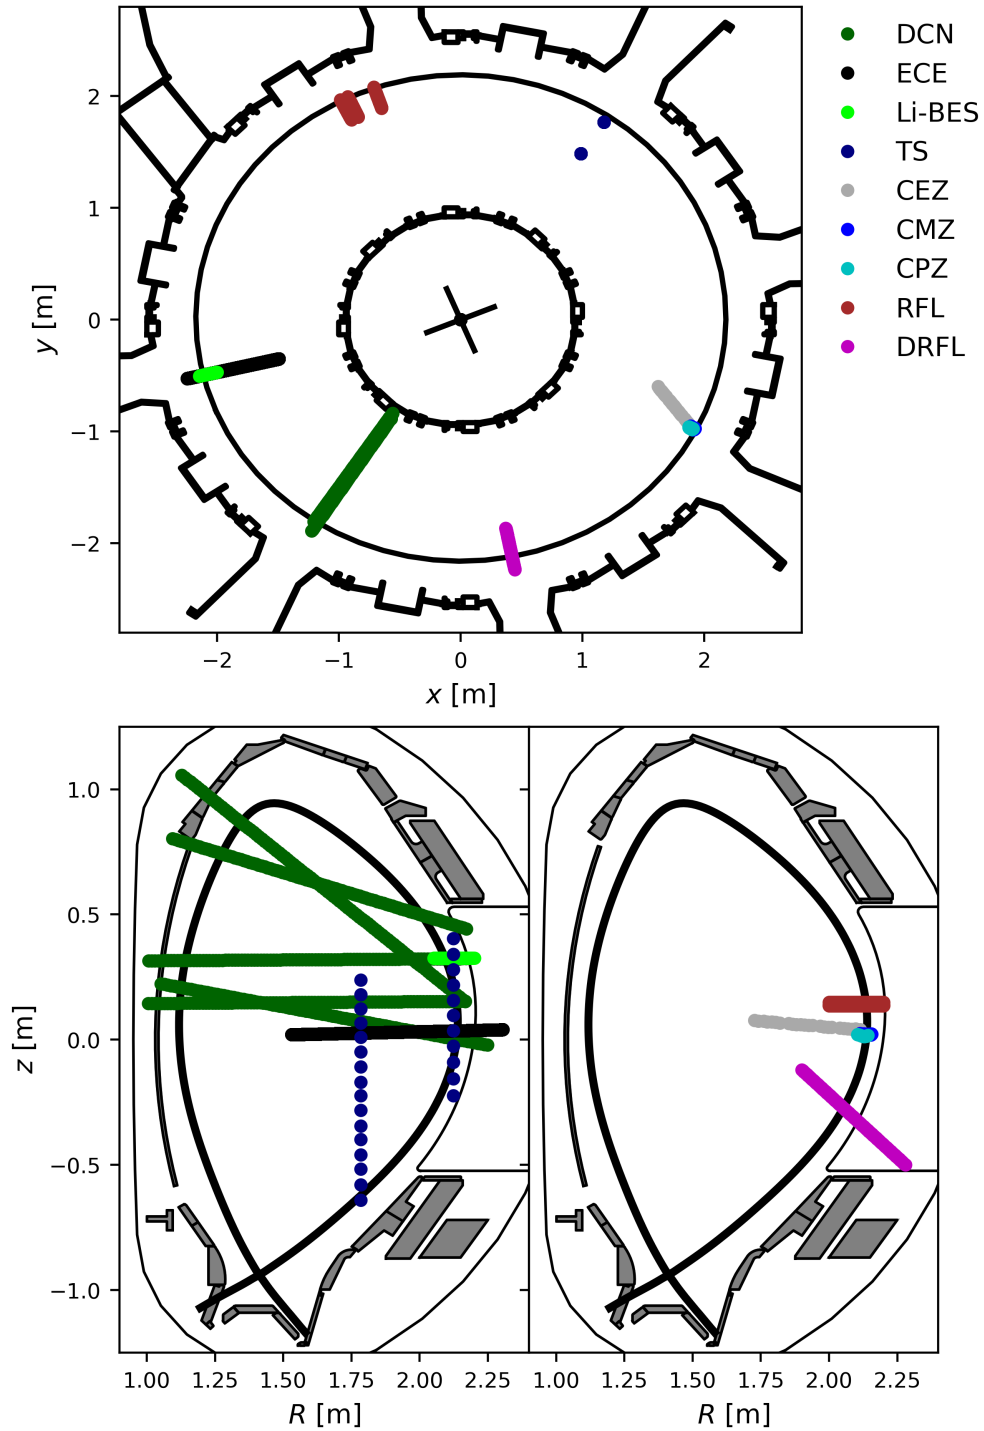 DCN
ECE
Li-BES
TS
CEZ
CMZ
CPZ
RFL
DRFL
2
1
0
−1
−2
y [m]
−2 −1 0 1 2
x [m]
1.0
0.5
0.0
−0.5
−1.0
z [m]
1.00 1.25 1.50 1.75 2.00 2.25 1.00 1.25 1.50 1.75 2.00 2.25
R [m] R [m]